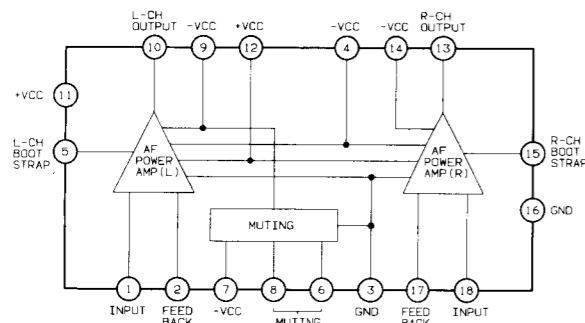 L-CH
OUTPUT
-VCC
+VCC
-VCC
-VCC
R-CH
OUTPUT
10
9
12
4
14
13
+VCC
11
L-CH
BOOT
STRAP
5
AF
POWER
AMP(L)
AF
POWER
AMP(R)
15
R-CH
BOOT
STRAP
16
GND
MUTING
1
2
7
8
6
3
17
18
INPUT
FEED
BACK
-VCC
MUTING
GND
FEED
BACK
INPUT